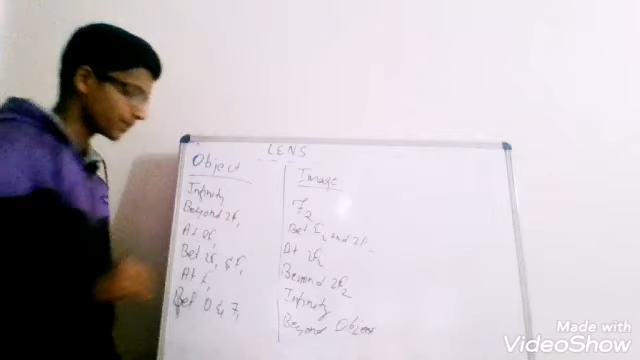 LENS
Object
Image
Infinity
F2
Beyond 2F1
Bet F2 and 2F2
At 2F1
At 2F2
Bet 2F1 & F1
Beyond 2F2
At F1
Infinity
Bet O & F1
Beyond Object
Made with
VideoShow